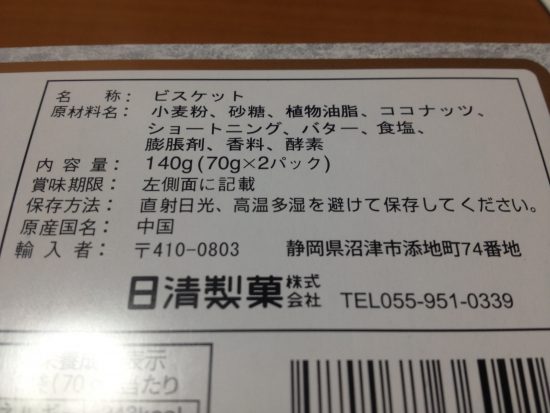 名 称: ビスケット
原材料名: 小麦粉、砂糖、植物油脂、ココナッツ、
ショートニング、バター、食塩、
膨脹剤、香料、酵素
内 容 量: 140g(70g×2パック)
賞味期限: 左側面に記載
保存方法: 直射日光、高温多湿を避けて保存してください。
原産国名: 中国
輸 入 者: 〒410-0803 静岡県沼津市添地町74番地
日清製菓株式会社 TEL055-951-0339
表示
(70g 当たり